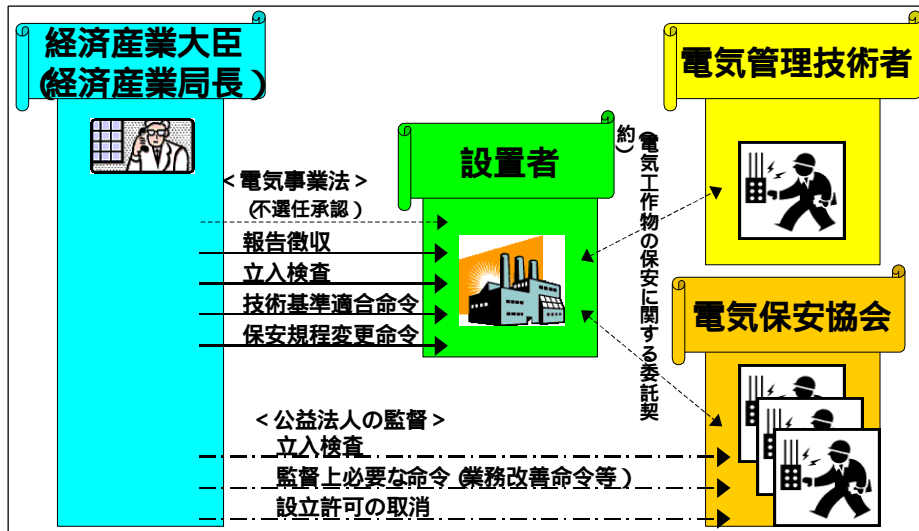 経済産業大臣
(経済産業局長)
電気管理技術者
設置者
(電気工作物の保安に関する委託契
約)
<電気事業法>
(不選任承認)
報告徴収
立入検査
技術基準適合命令
保安規程変更命令
電気保安協会
<公益法人の監督>
立入検査
監督上必要な命令(業務改善命令等)
設立許可の取消